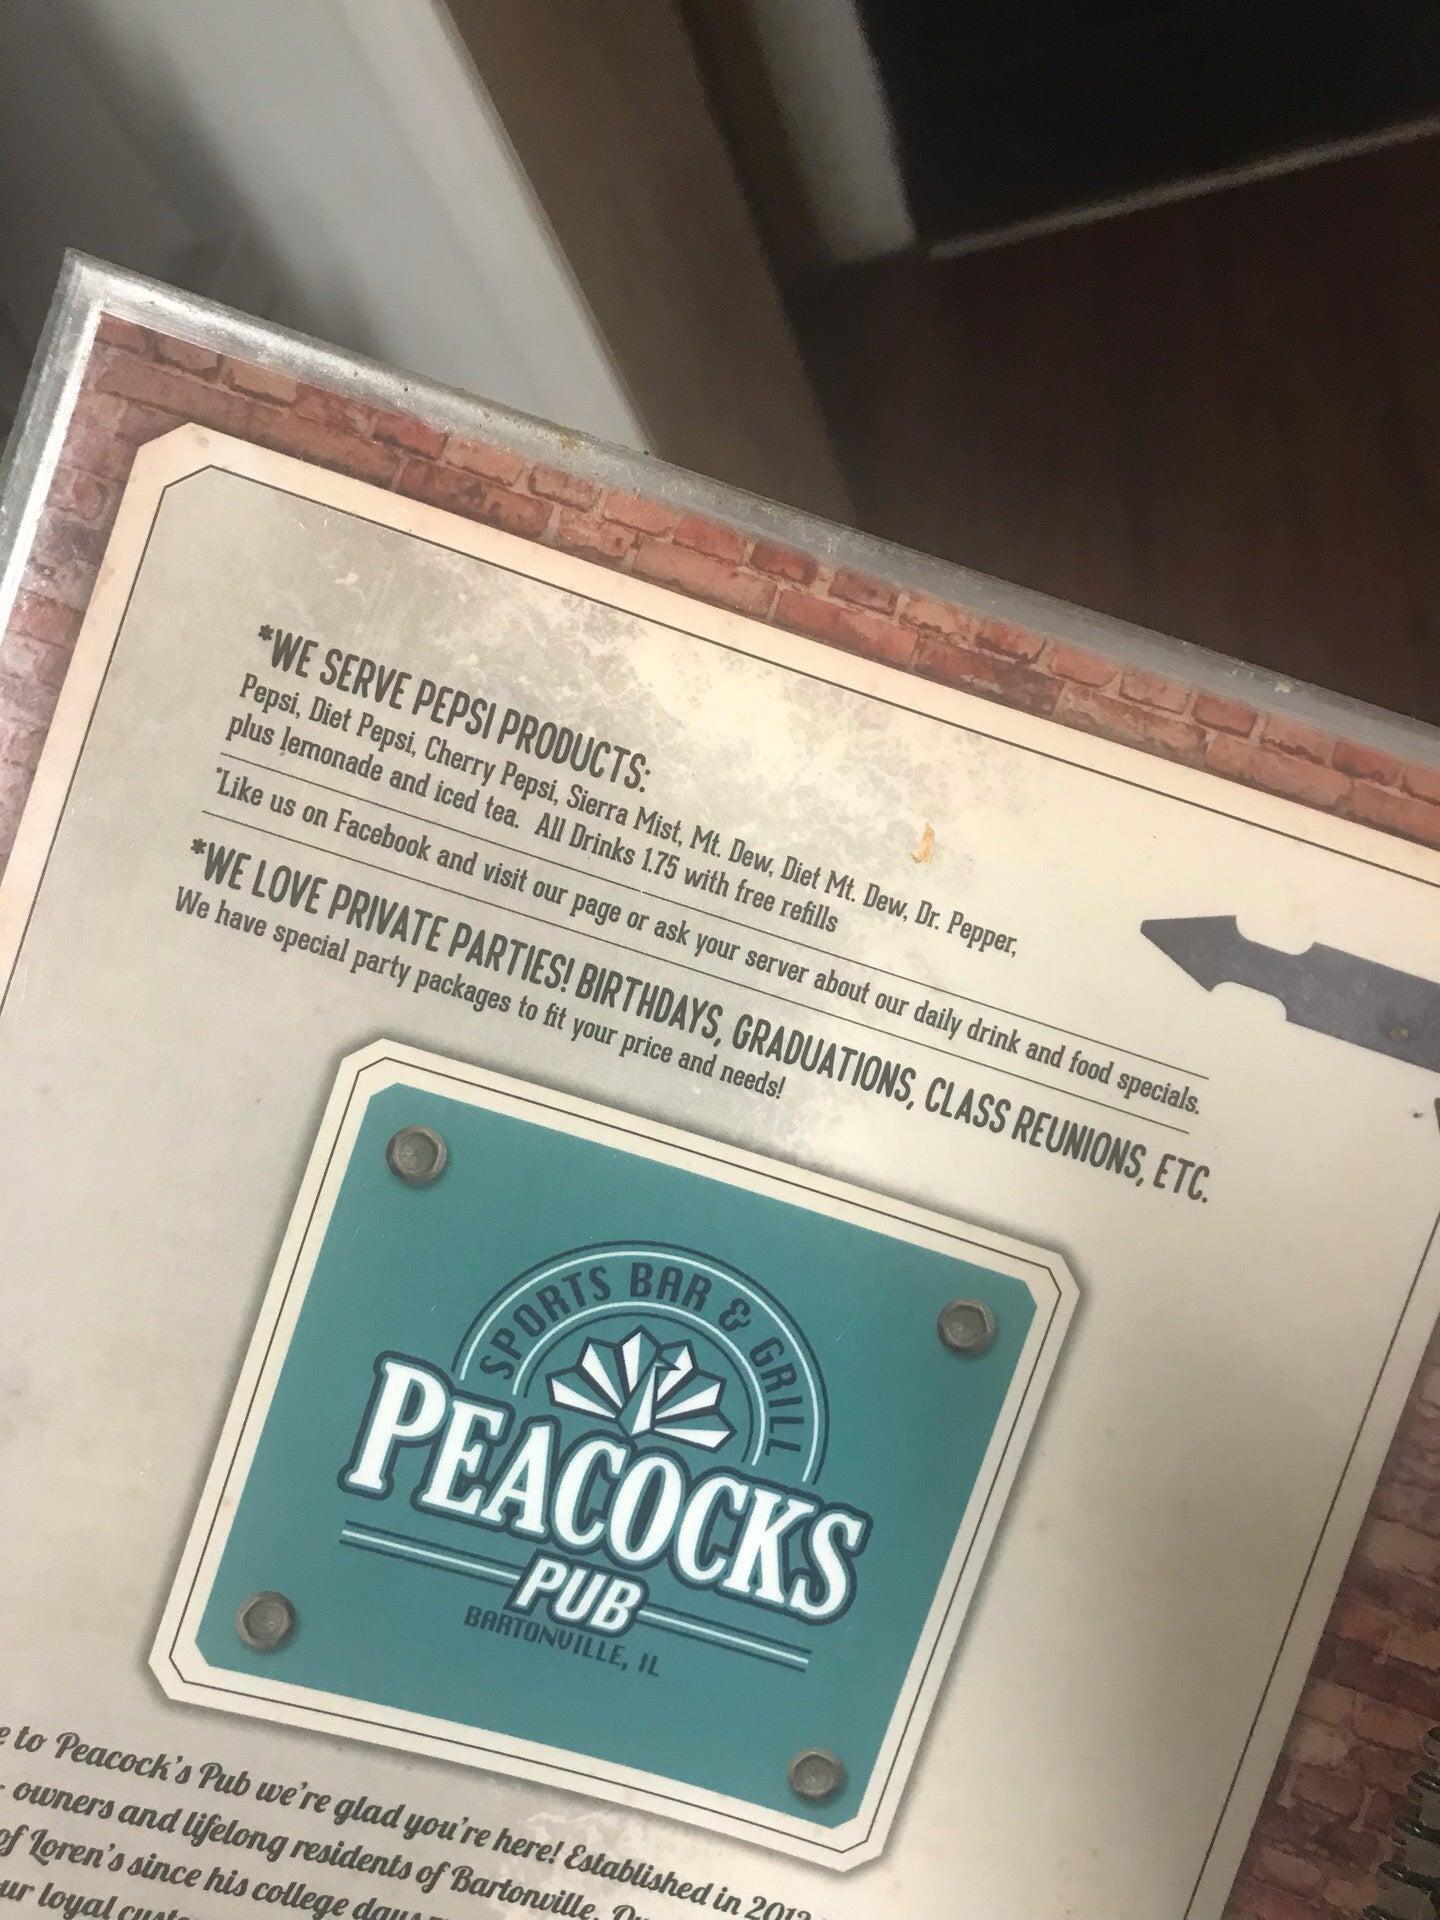 *WE SERVE PEPSI PRODUCTS:
Pepsi, Diet Pepsi, Cherry Pepsi, Sierra Mist, Mt. Dew, Diet Mt. Dew, Dr. Pepper,
plus lemonade and iced tea. All Drinks 1.75 with free refills
*Like us on Facebook and visit our page or ask your server about our daily drink and food specials.
*WE LOVE PRIVATE PARTIES! BIRTHDAYS, GRADUATIONS, CLASS REUNIONS, ETC.
We have special party packages to fit your price and needs!
SPORTS BAR & GRILL
PEACOCKS
PUB
BARTONVILLE, IL
to Peacock's Pub we're glad you're here! Established in
owners and lifelong residents of Bartonville.
of Loren's since his college days
loyal